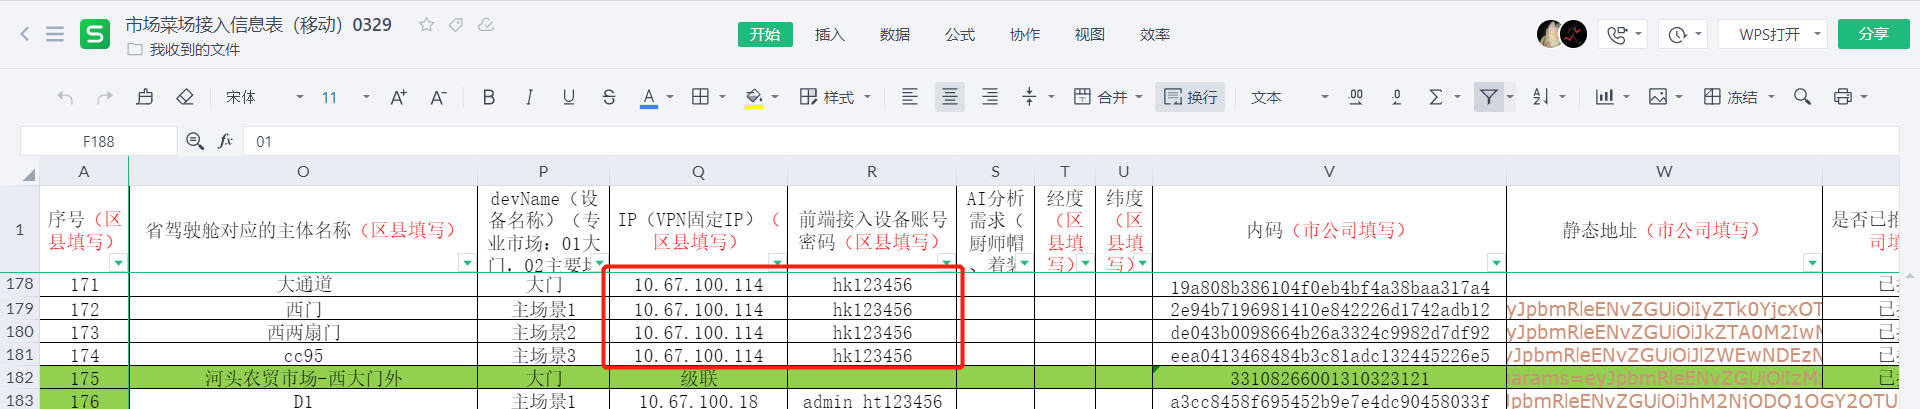 市场菜场接入信息表（移动）0329
我收到的文件
开始 插入 数据 公式 协作 视图 效率
WPS打开 分享
宋体 11 A+ A- B I U S A 样式 合并 换行 文本 .00 .0 冻结
F188 fx 01
A O P Q R S T U V W
1 序号（区县填写） 省驾驶舱对应的主体名称（区县填写） devName（设备名称）（专业市场：01大门，02主要 IP（VPN固定IP）（区县填写） 前端接入设备账号密码（区县填写） AI分析需求（厨师帽、着装 经度（区县填写） 纬度（区县填写） 内码（市公司填写） 静态地址（市公司填写） 是否已推
178 171 大通道 大门 10.67.100.114 hk123456 19a808b386104f0eb4bf4a38baa317a4
179 172 西门 主场景1 10.67.100.114 hk123456 2e94b7196981410e842226d1742adb12 yJpbmRleENvZGUiOiIyZTk0YjcxOT
180 173 西两扇门 主场景2 10.67.100.114 hk123456 de043b0098664b26a3324c9982d7df92 yJpbmRleENvZGUiOiJkZTA0M2IwN
181 174 cc95 主场景3 10.67.100.114 hk123456 eea0413468484b3c81adc132445226e5 yJpbmRleENvZGUiOiJlZWEwNDEzN
182 175 河头农贸市场-西大门外 大门 级联 33108266001310323121 params=eyJpbmRleENvZGUiOiIzM
183 176 D1 主场景1 10.67.100.18 admin ht123456 a3cc8458f695452b9e7e4dc90458033f yJpbmRleENvZGUiOiJhM2NjODQ1OGY2OTU